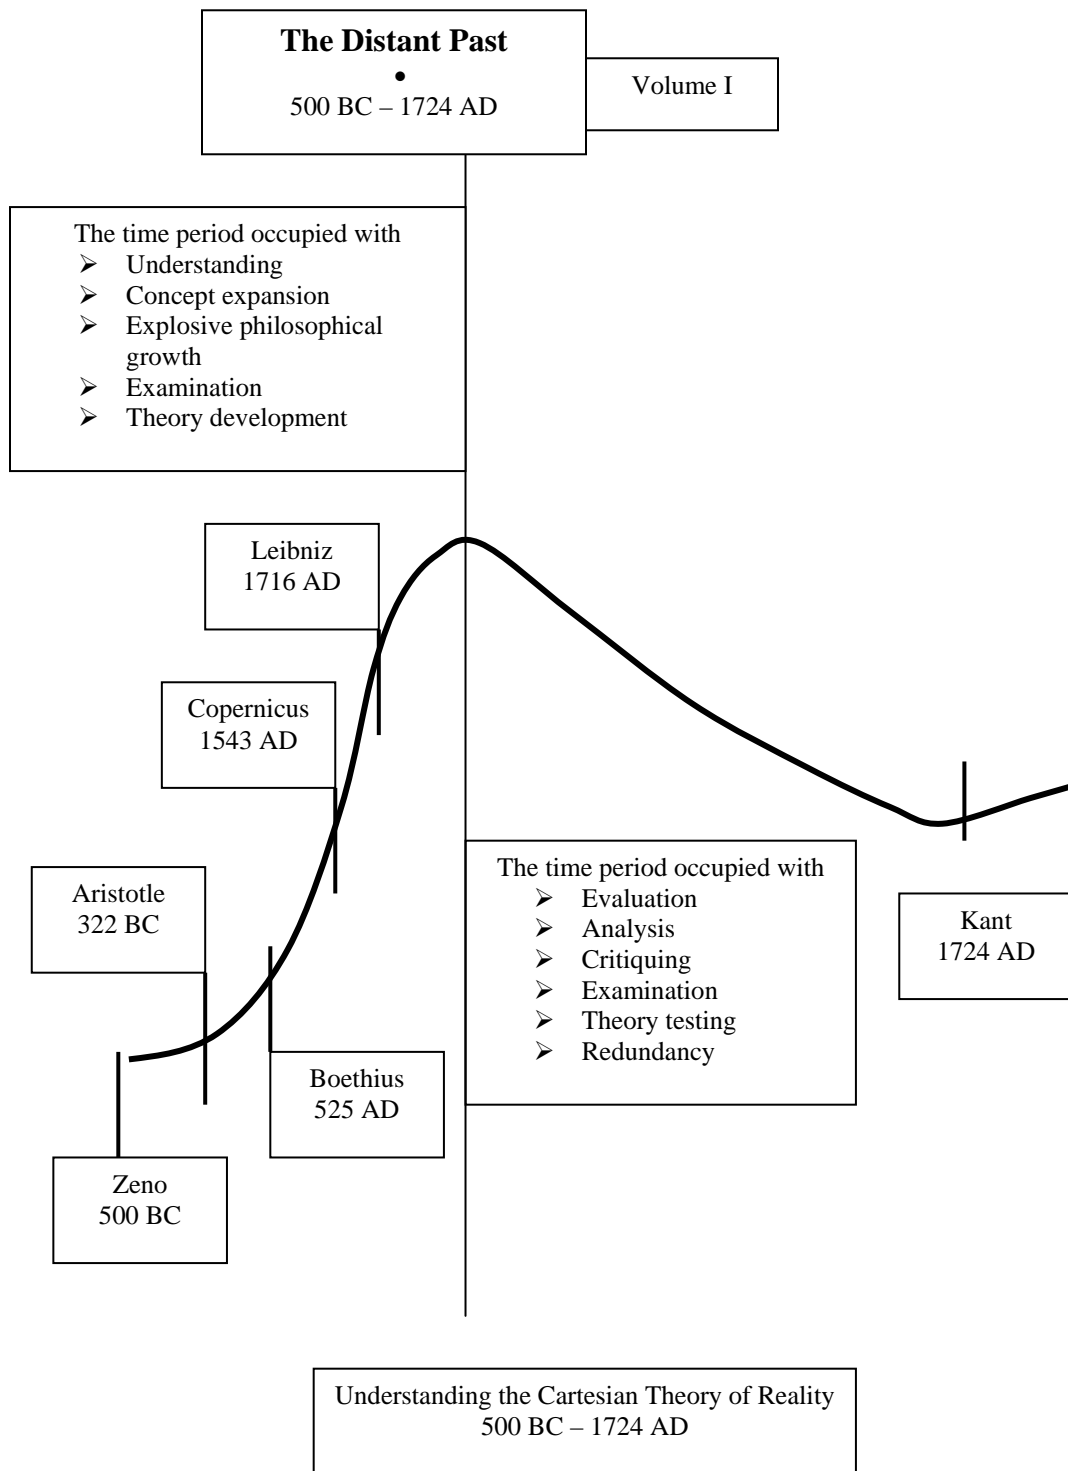 The Distant Past
•
500 BC – 1724 AD
Volume I
The time period occupied with
➢ Understanding
➢ Concept expansion
➢ Explosive philosophical
growth
➢ Examination
➢ Theory development
Leibniz
1716 AD
Copernicus
1543 AD
Aristotle
322 BC
The time period occupied with
➢ Evaluation
➢ Analysis
➢ Critiquing
➢ Examination
➢ Theory testing
➢ Redundancy
Kant
1724 AD
Boethius
525 AD
Zeno
500 BC
Understanding the Cartesian Theory of Reality
500 BC – 1724 AD